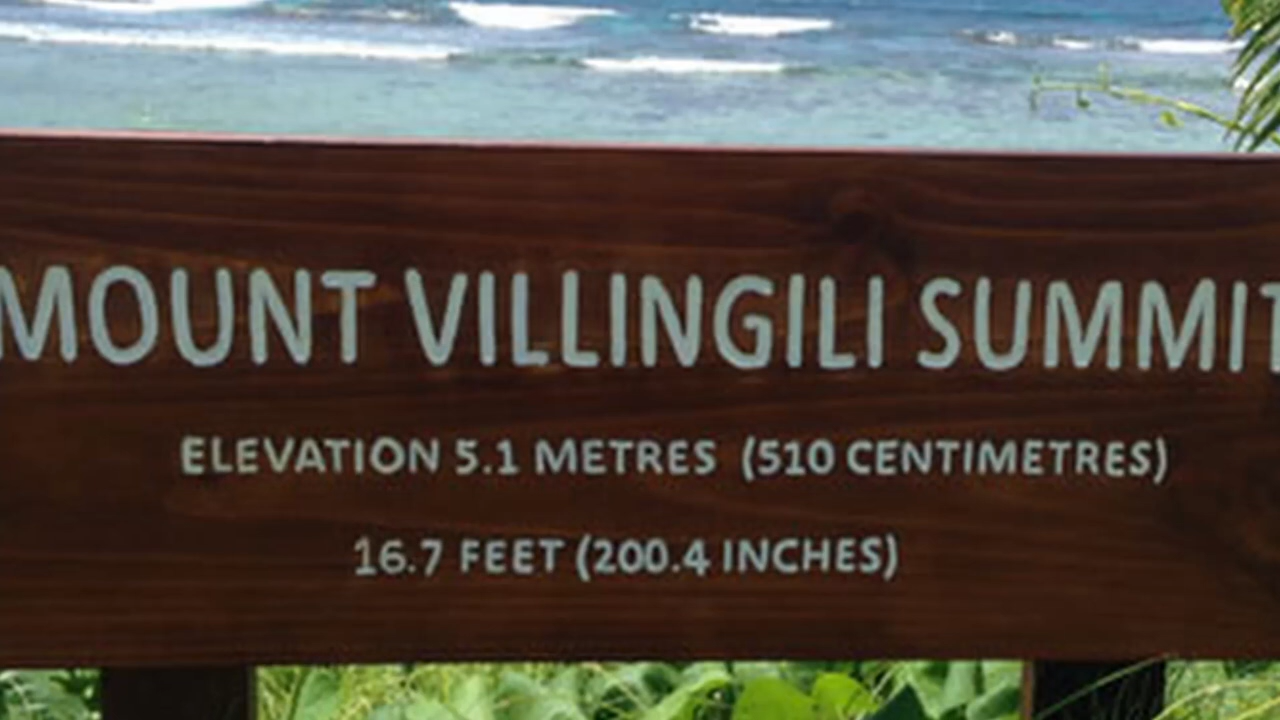 MOUNT VILLINGILI SUMMIT
ELEVATION 5.1 METRES (510 CENTIMETRES)
16.7 FEET (200.4 INCHES)